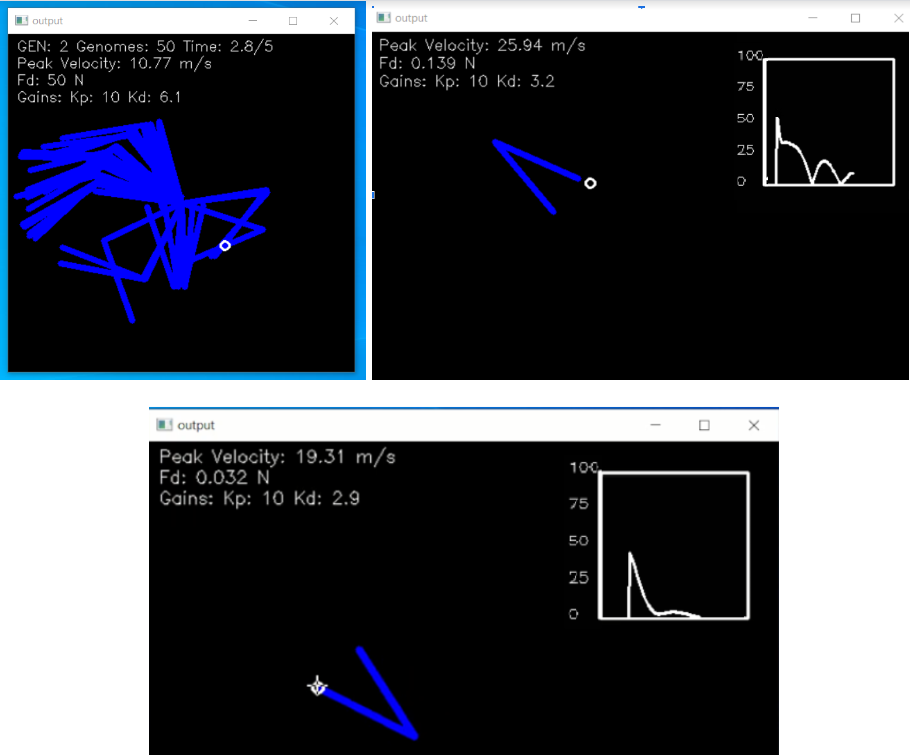 output
GEN: 2 Genomes: 50 Time: 2.8/5
Peak Velocity: 10.77 m/s
Fd: 50 N
Gains: Kp: 10 Kd: 6.1
output
Peak Velocity: 25.94 m/s
Fd: 0.139 N
Gains: Kp: 10 Kd: 3.2
100
75
50
25
0
output
Peak Velocity: 19.31 m/s
Fd: 0.032 N
Gains: Kp: 10 Kd: 2.9
100
75
50
25
0